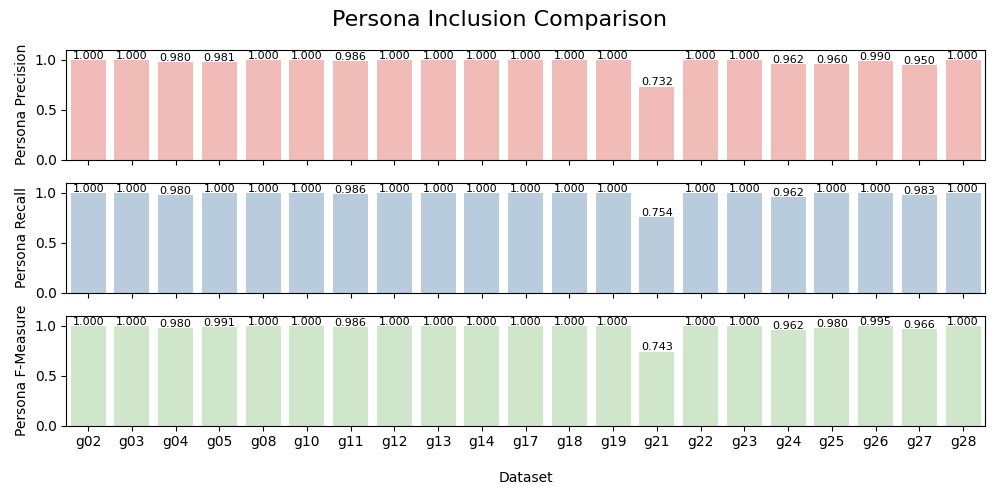 Persona Inclusion Comparison
Persona Precision
1.0
0.5
0.0
1.000 1.000 0.980 0.981 1.000 1.000 0.986 1.000 1.000 1.000 1.000 1.000 1.000 0.732 1.000 1.000 0.962 0.960 0.990 0.950 1.000
Persona Recall
1.0
0.5
0.0
1.000 1.000 0.980 1.000 1.000 1.000 0.986 1.000 1.000 1.000 1.000 1.000 1.000 0.754 1.000 1.000 0.962 1.000 1.000 0.983 1.000
Persona F-Measure
1.0
0.5
0.0
1.000 1.000 0.980 0.991 1.000 1.000 0.986 1.000 1.000 1.000 1.000 1.000 1.000 0.743 1.000 1.000 0.962 0.980 0.995 0.966 1.000
g02 g03 g04 g05 g08 g10 g11 g12 g13 g14 g17 g18 g19 g21 g22 g23 g24 g25 g26 g27 g28
Dataset